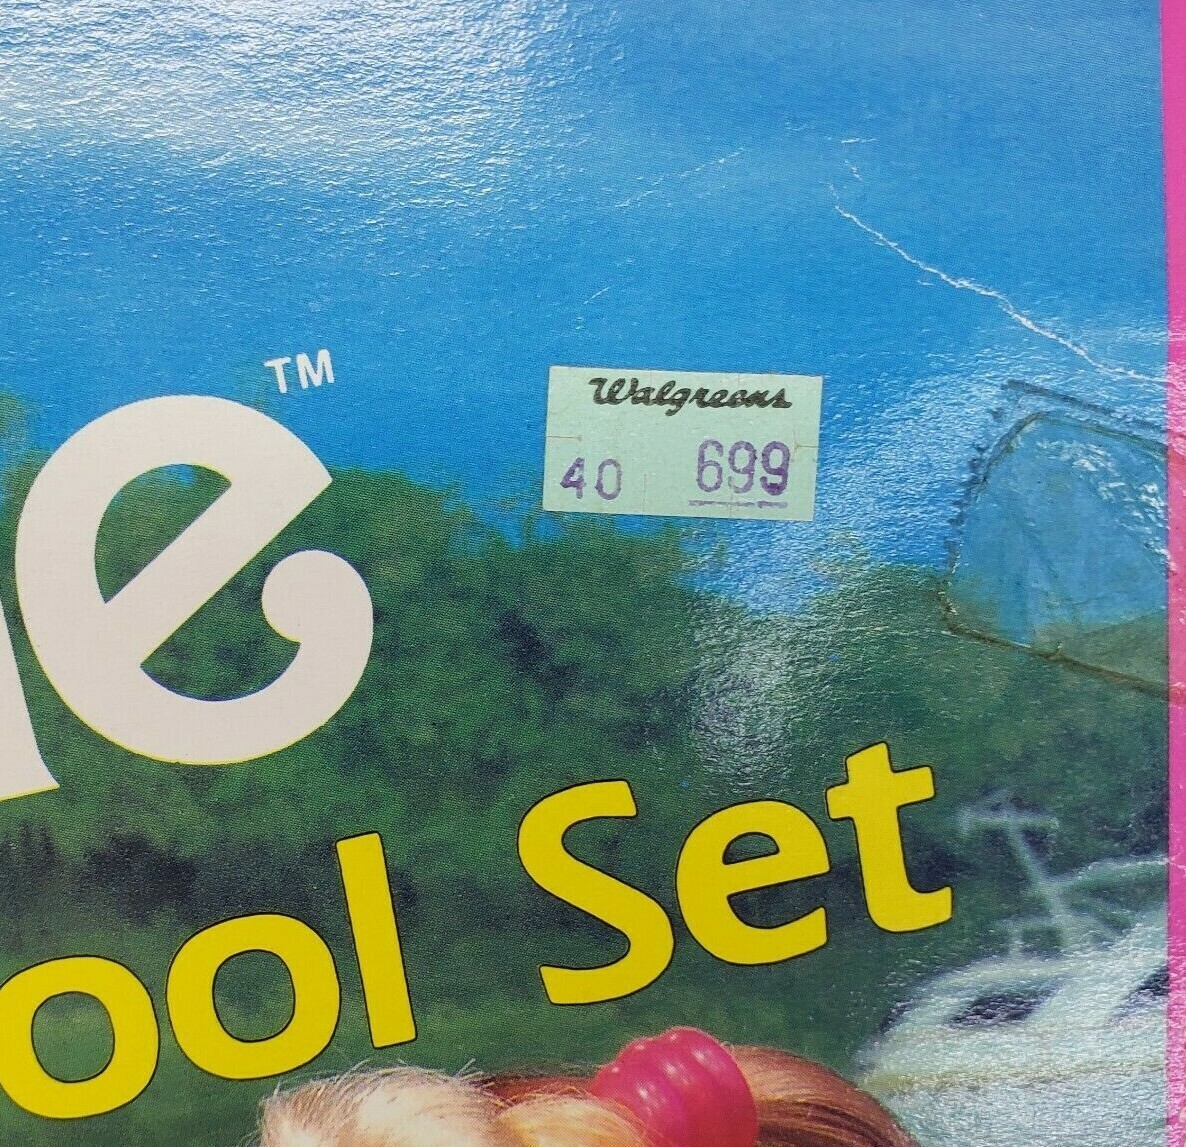 TM
Walgreens
40 699
e
ool Set